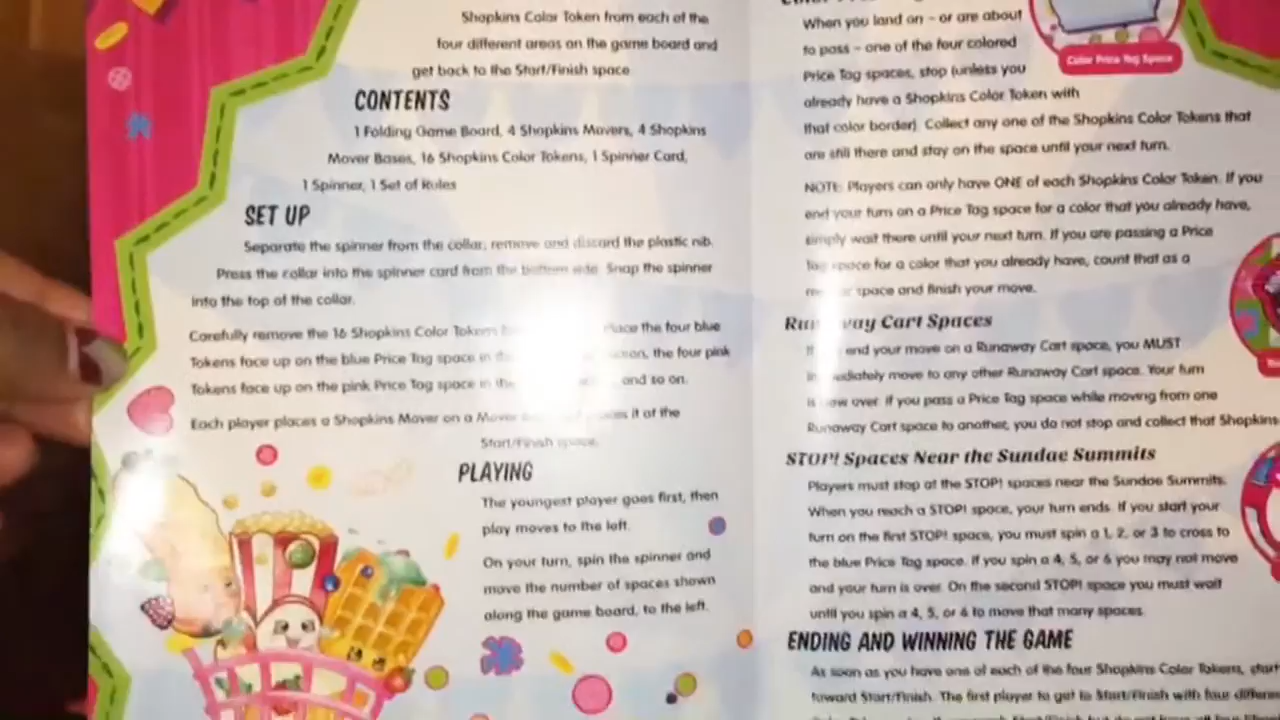 Shopkins Color Token from each of the
four different areas on the game board and
get back to the Start/Finish space
CONTENTS
1 Folding Game Board, 4 Shopkins Movers, 4 Shopkins
Mover Bases, 16 Shopkins Color Tokens, 1 Spinner Card,
1 Spinner, 1 Set of Rules
SET UP
Separate the spinner from the collar; remove and discard the plastic nib.
Press the collar into the spinner card from the bottom side. Snap the spinner
into the top of the collar.
Carefully remove the 16 Shopkins Color Tokens the four blue
Tokens face up on the blue Price Tag space in the four pink
Tokens face up on the pink Price Tag space in the and so on.
Each player places a Shopkins Mover on a Mover it at the
Start/Finish space.
PLAYING
The youngest player goes first, then
play moves to the left.
On your turn, spin the spinner and
move the number of spaces shown
along the game board, to the left.
When you land on – or are about
to pass – one of the four colored
Price Tag spaces, stop (unless you
already have a Shopkins Color Token with
that color border). Collect any one of the Shopkins Color Tokens that
are still there and stay on the space until your next turn.
Color Price Tag Space
NOTE: Players can only have ONE of each Shopkins Color Token. If you
end your turn on a Price Tag space for a color that you already have,
simply wait there until your next turn. If you are passing a Price
Tag space for a color that you already have, count that as a
space and finish your move.
Runaway Cart Spaces
end your move on a Runaway Cart space, you MUST
immediately move to any other Runaway Cart space. Your turn
is now over. If you pass a Price Tag space while moving from one
Runaway Cart space to another, you do not stop and collect that Shopkins
STOP! Spaces Near the Sundae Summits
Players must stop at the STOP! spaces near the Sundae Summits.
When you reach a STOP! space, your turn ends. If you start your
turn on the first STOP! space, you must spin a 1, 2, or 3 to cross to
the blue Price Tag space. If you spin a 4, 5, or 6 you may not move
and your turn is over. On the second STOP! space you must wait
until you spin a 4, 5, or 6 to move that many spaces.
ENDING AND WINNING THE GAME
As soon as you have one of each of the four Shopkins Color Tokens, start
toward Start/Finish. The first player to get to Start/Finish with four